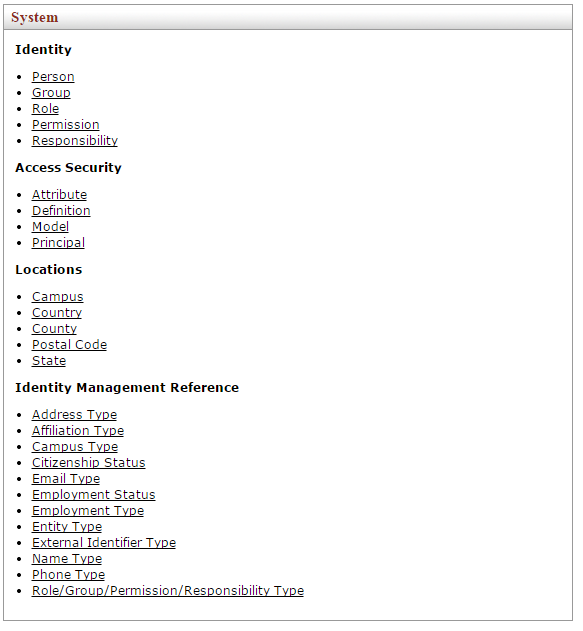 System
Identity
Person
Group
Role
Permission
Responsibility
Access Security
Attribute
Definition
Model
Principal
Locations
Campus
Country
County
Postal Code
State
Identity Management Reference
Address Type
Affiliation Type
Campus Type
Citizenship Status
Email Type
Employment Status
Employment Type
Entity Type
External Identifier Type
Name Type
Phone Type
Role/Group/Permission/Responsibility Type